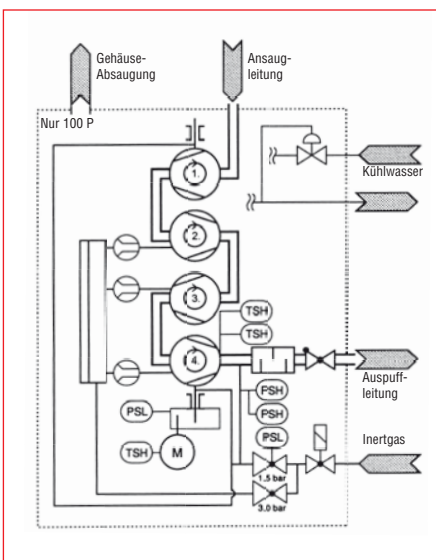 Gehäuse-
Absaugung
Ansaug-
leitung
Nur 100 P
Kühlwasser
1.
2.
3.
4.
TSH
TSH
Auspuff-
leitung
PSH
PSH
PSL
PSL
TSH
M
Inertgas
1.5 bar
3.0 bar